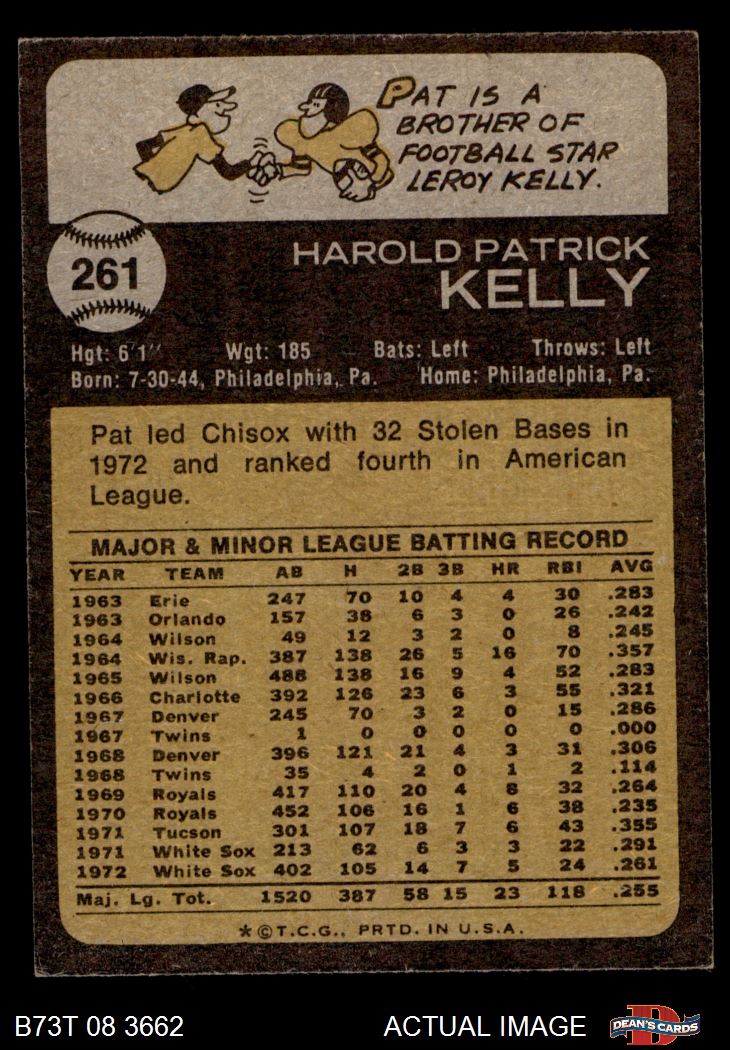 PAT IS A
BROTHER OF
FOOTBALL STAR
LEROY KELLY.
261
HAROLD PATRICK
KELLY
Hgt: 6'1" Wgt: 185 Bats: Left Throws: Left
Born: 7-30-44, Philadelphia, Pa. Home: Philadelphia, Pa.
Pat led Chisox with 32 Stolen Bases in
1972 and ranked fourth in American
League.
MAJOR & MINOR LEAGUE BATTING RECORD
YEAR TEAM AB H 2B 3B HR RBI AVG
1963 Erie 247 70 10 4 4 30 .283
1963 Orlando 157 38 6 3 0 26 .242
1964 Wilson 49 12 3 2 0 8 .245
1964 Wis. Rap. 387 138 26 5 16 70 .357
1965 Wilson 488 138 16 9 4 52 .283
1966 Charlotte 392 126 23 6 3 55 .321
1967 Denver 245 70 3 2 0 15 .286
1967 Twins 1 0 0 0 0 0 .000
1968 Denver 396 121 21 4 3 31 .306
1968 Twins 35 4 2 0 1 2 .114
1969 Royals 417 110 20 4 8 32 .264
1970 Royals 452 106 16 1 6 38 .235
1971 Tucson 301 107 18 7 6 43 .355
1971 White Sox 213 62 6 3 3 22 .291
1972 White Sox 402 105 14 7 5 24 .261
Maj. Lg. Tot. 1520 387 58 15 23 118 .255
*©T.C.G., PRTD. IN U.S.A.
B73T 08 3662 ACTUAL IMAGE DEAN'S CARDS